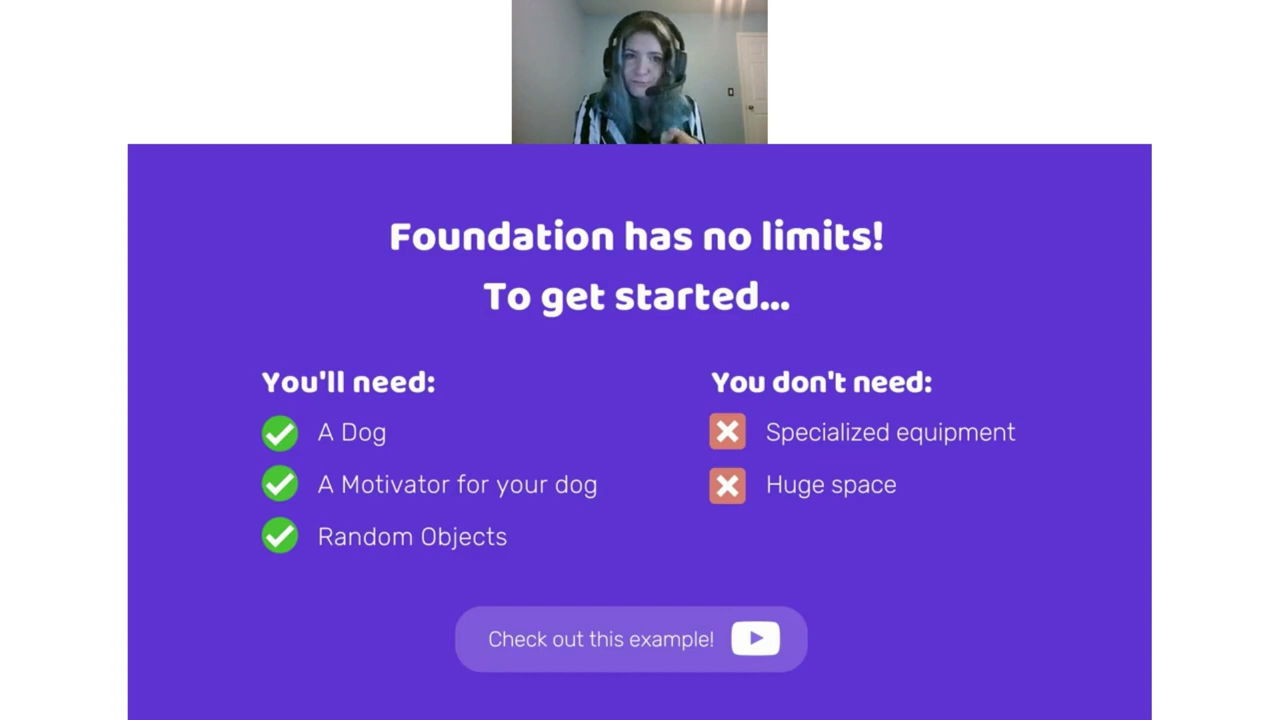 Foundation has no limits!
To get started...
You'll need:
A Dog
A Motivator for your dog
Random Objects
You don't need:
Specialized equipment
Huge space
Check out this example!